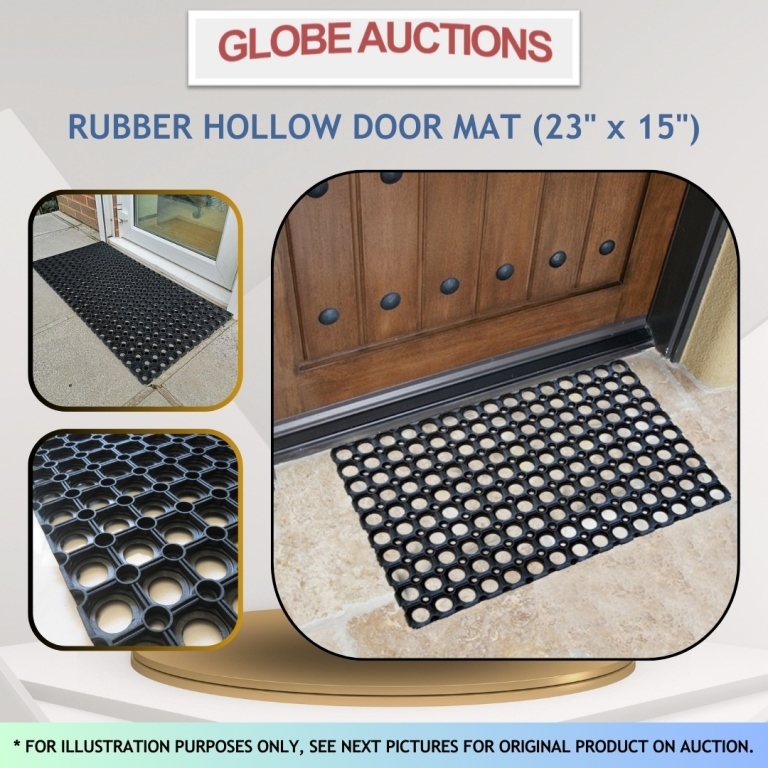 GLOBE AUCTIONS
RUBBER HOLLOW DOOR MAT (23" x 15")
* FOR ILLUSTRATION PURPOSES ONLY, SEE NEXT PICTURES FOR ORIGINAL PRODUCT ON AUCTION.